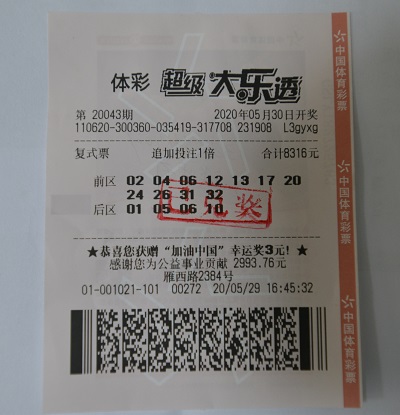 体彩 超级大乐透
第 20043期 2020年05月30日开奖
110620-300360-035419-317708 231908 L3gyxg
复式票 追加投注1倍 合计8316元
前区 02 04 06 12 13 17 20
24 26 31 32
后区 01 05 06 10
已兑奖
★恭喜您获赠“加油中国”幸运奖3元!★
感谢您为公益事业贡献 2993.76元
雁西路2384号
01-001021-101 00272 20/05/29 16:45:32
中国体育彩票
中国体育彩票
中国体育彩票